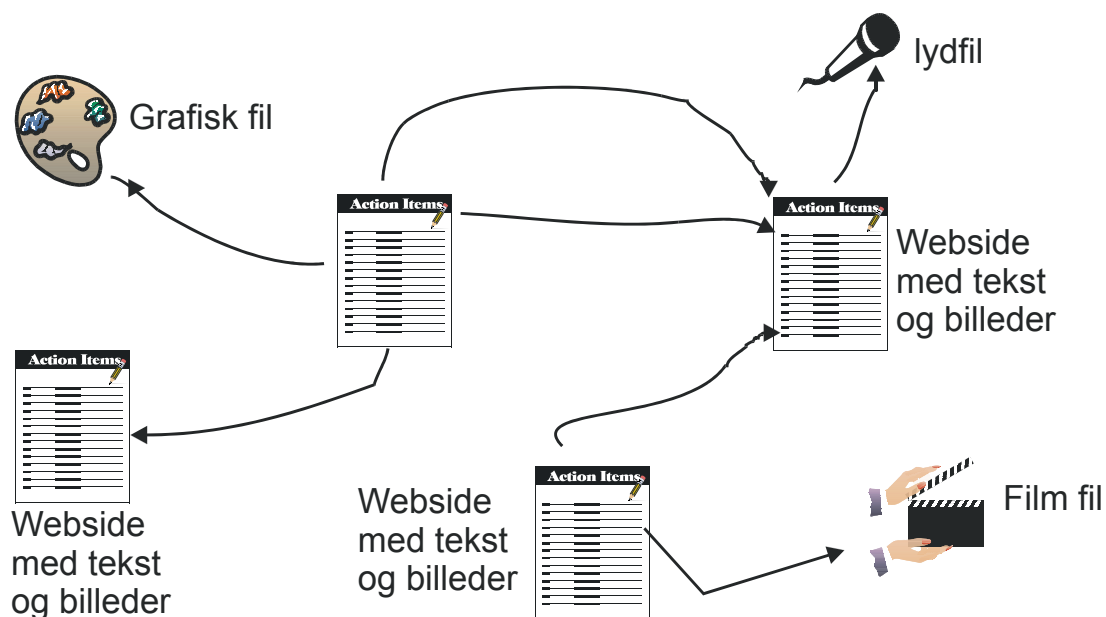 lydfil
Grafisk fil
Action Items
Action Items
Webside
med tekst
og billeder
Action Items
Webside
med tekst
og billeder
Action Items
Webside
med tekst
og billeder
Film fil